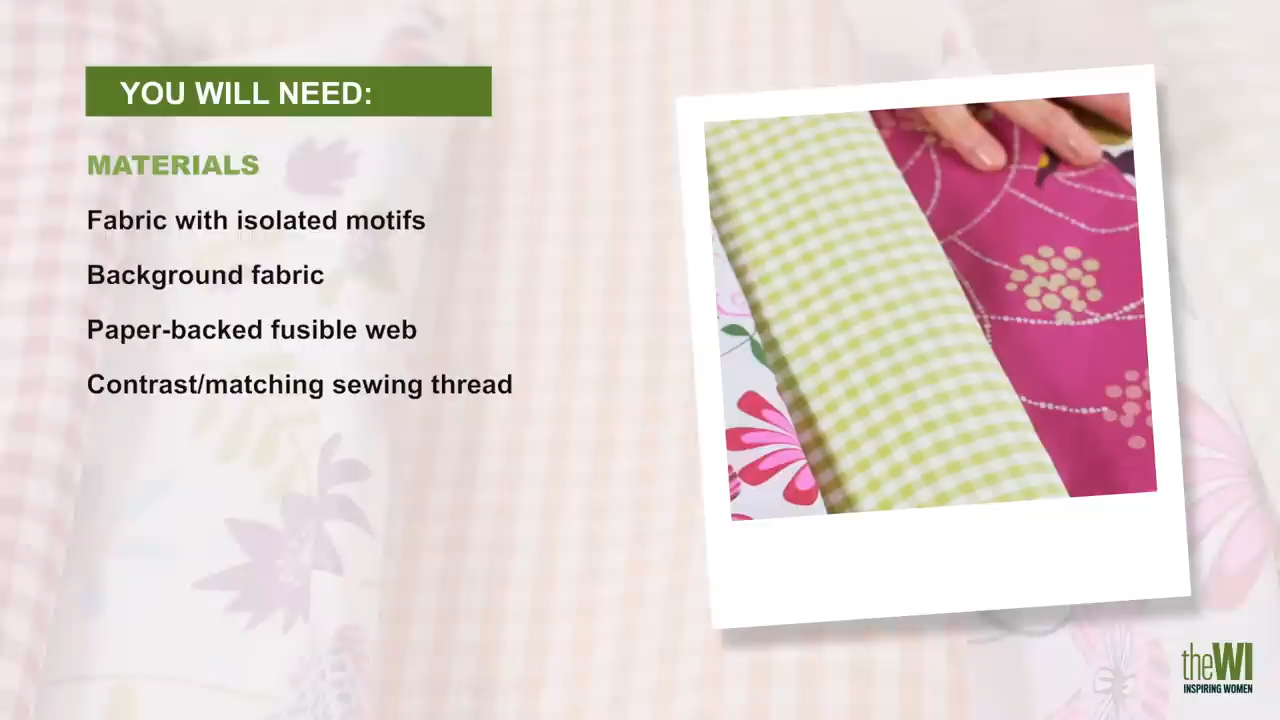 YOU WILL NEED:
MATERIALS
Fabric with isolated motifs
Background fabric
Paper-backed fusible web
Contrast/matching sewing thread
theWI
INSPIRING WOMEN